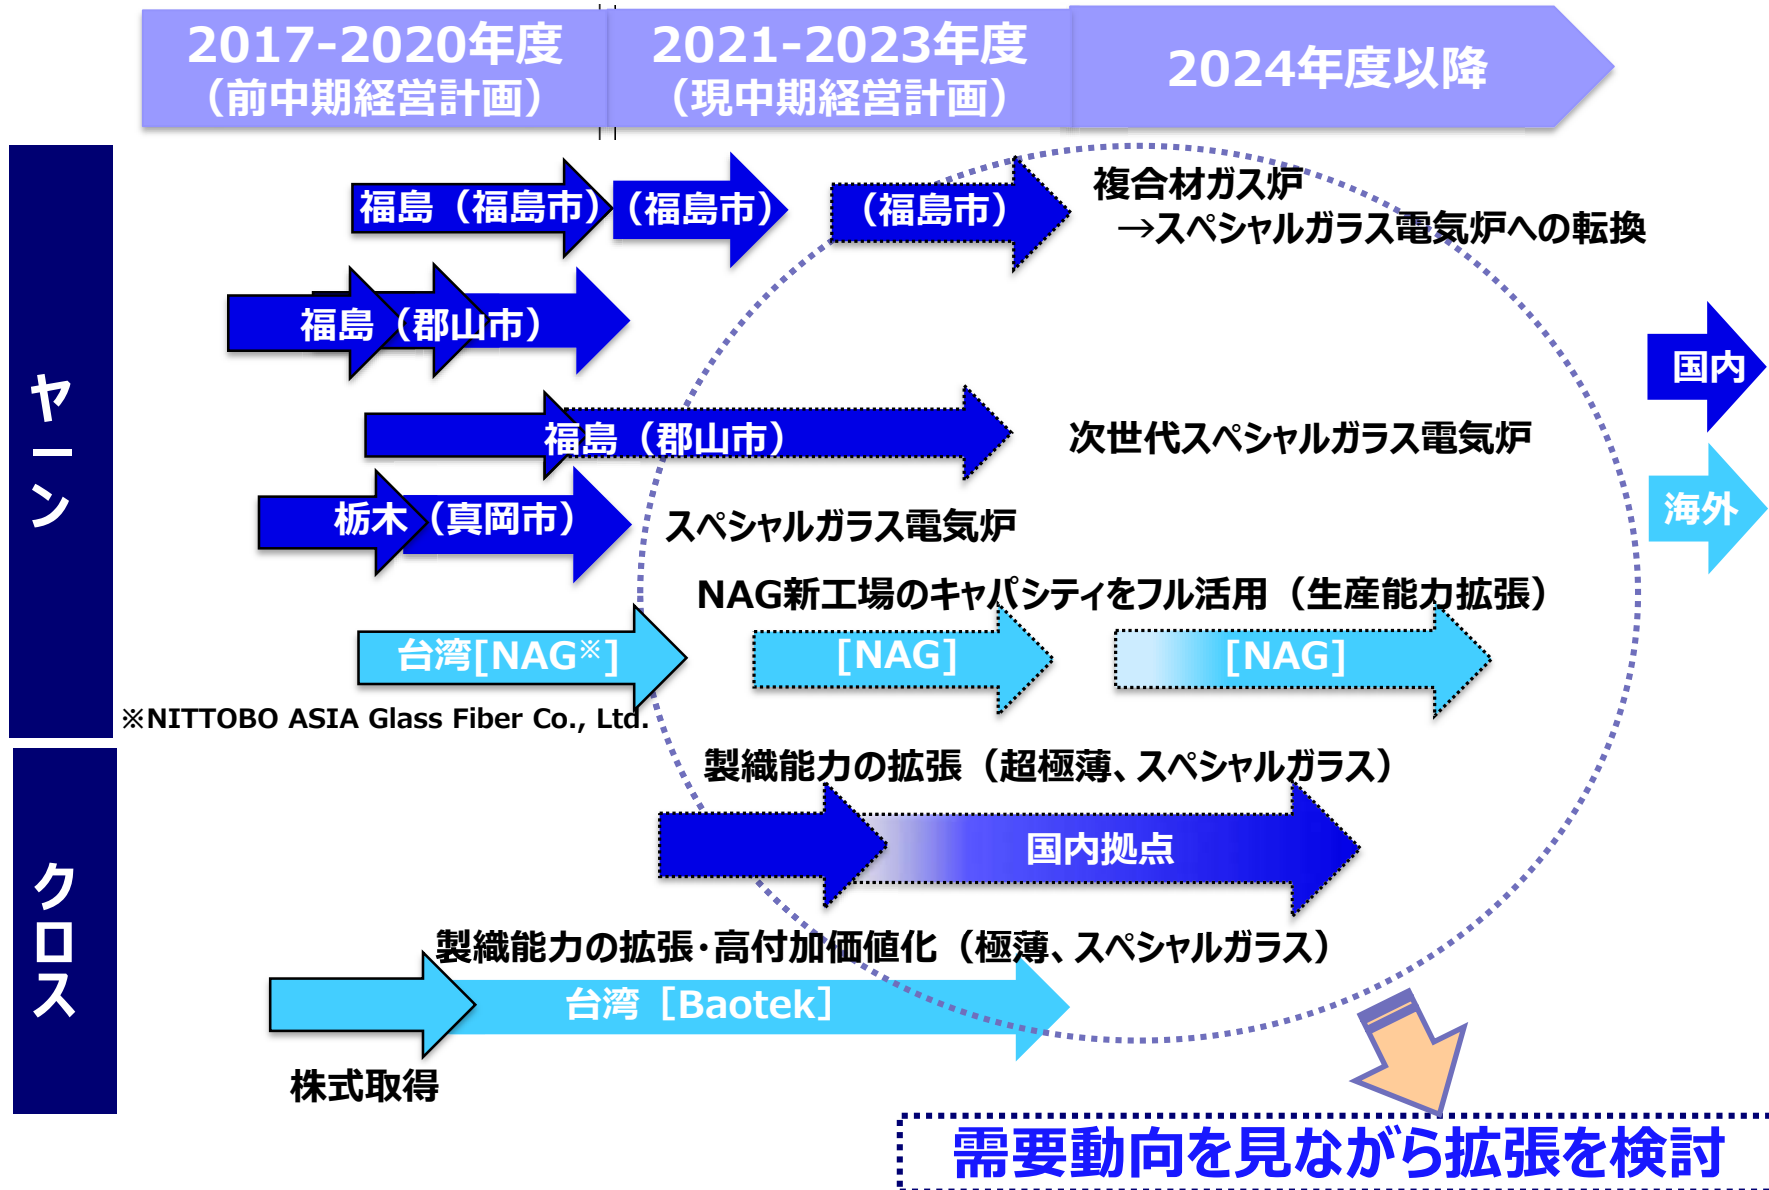 2017-2020年度
（前中期経営計画）
2021-2023年度
（現中期経営計画）
2024年度以降
ヤーン
福島（福島市）
（福島市）
（福島市）
複合材ガス炉
→スペシャルガラス電気炉への転換
福島（郡山市）
国内
福島（郡山市）
次世代スペシャルガラス電気炉
海外
栃木（真岡市）
スペシャルガラス電気炉
NAG新工場のキャパシティをフル活用（生産能力拡張）
台湾[NAG※]
[NAG]
[NAG]
※NITTOBO ASIA Glass Fiber Co., Ltd.
クロス
製織能力の拡張（超極薄、スペシャルガラス）
国内拠点
製織能力の拡張・高付加価値化（極薄、スペシャルガラス）
台湾［Baotek］
株式取得
需要動向を見ながら拡張を検討